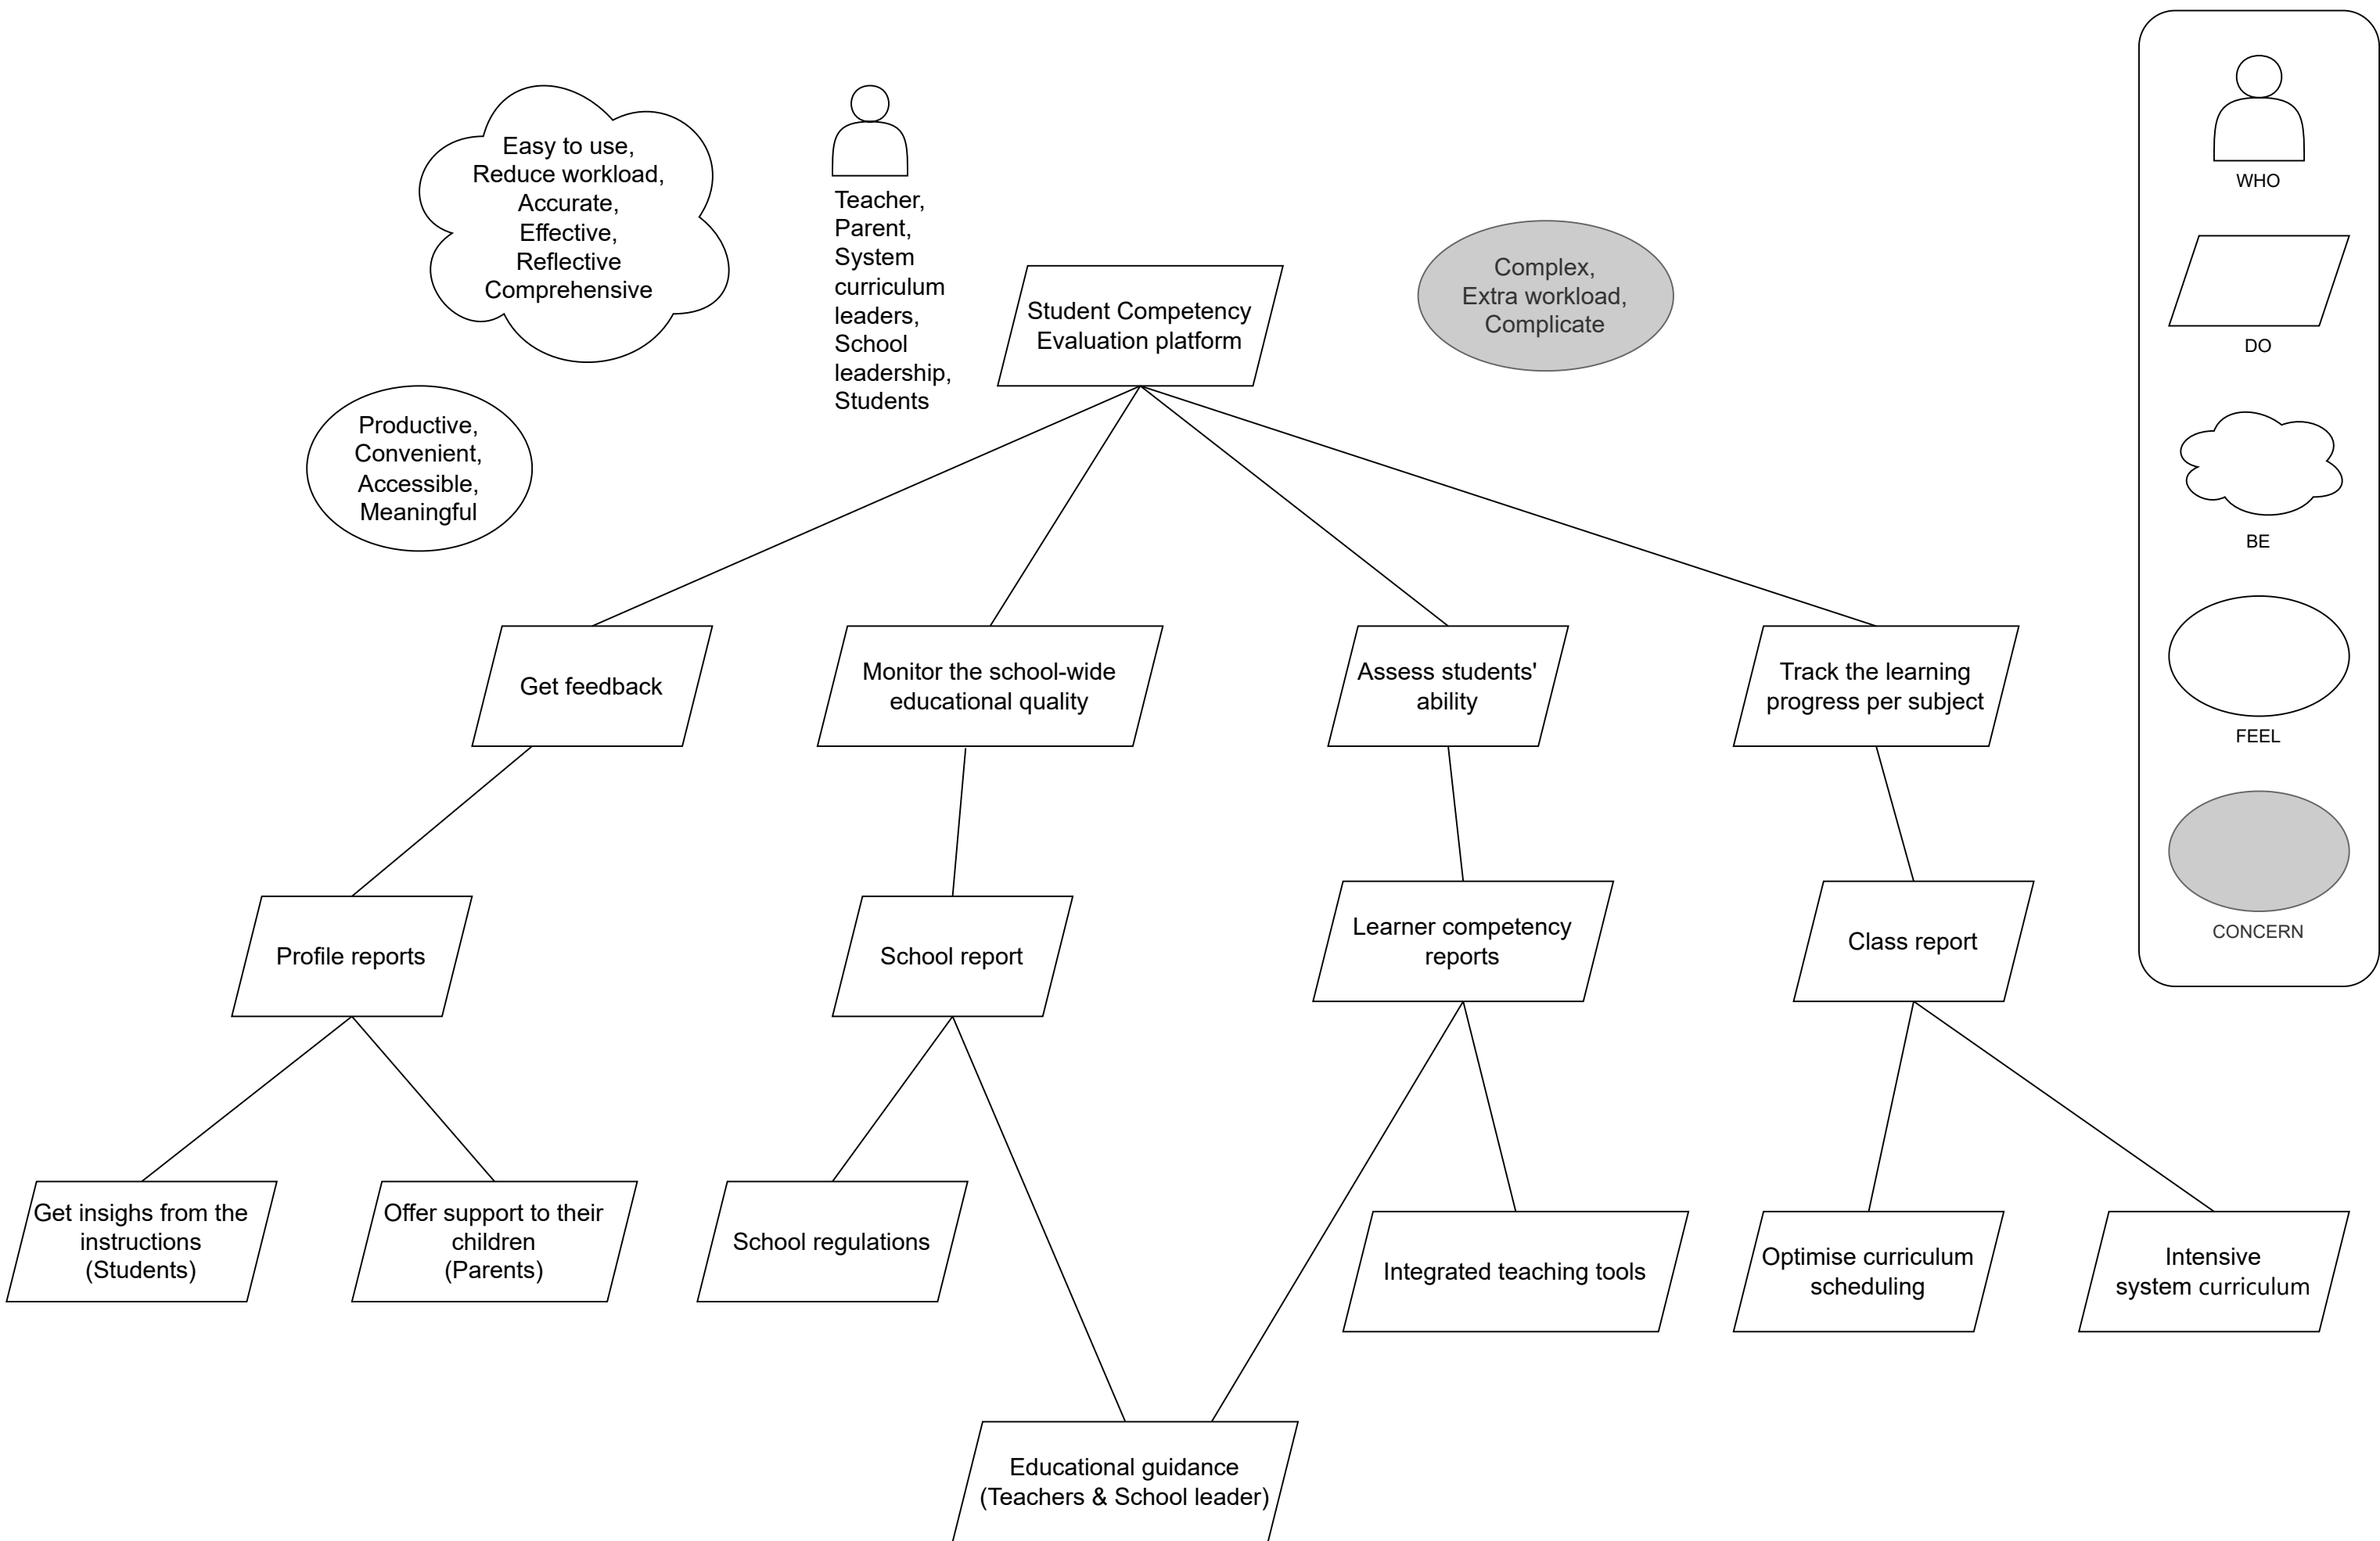 Easy to use,
Reduce workload,
Accurate,
Effective,
Reflective
Comprehensive
Productive,
Convenient,
Accessible,
Meaningful
Teacher,
Parent,
System
curriculum
leaders,
School
leadership,
Students
Student Competency
Evaluation platform
Complex,
Extra workload,
Complicate
WHO
DO
BE
FEEL
CONCERN
Get feedback
Monitor the school-wide
educational quality
Assess students'
ability
Track the learning
progress per subject
Profile reports
School report
Learner competency
reports
Class report
Get insighs from the
instructions
(Students)
Offer support to their
children
(Parents)
School regulations
Integrated teaching tools
Optimise curriculum
scheduling
Intensive
system curriculum
Educational guidance
(Teachers & School leader)